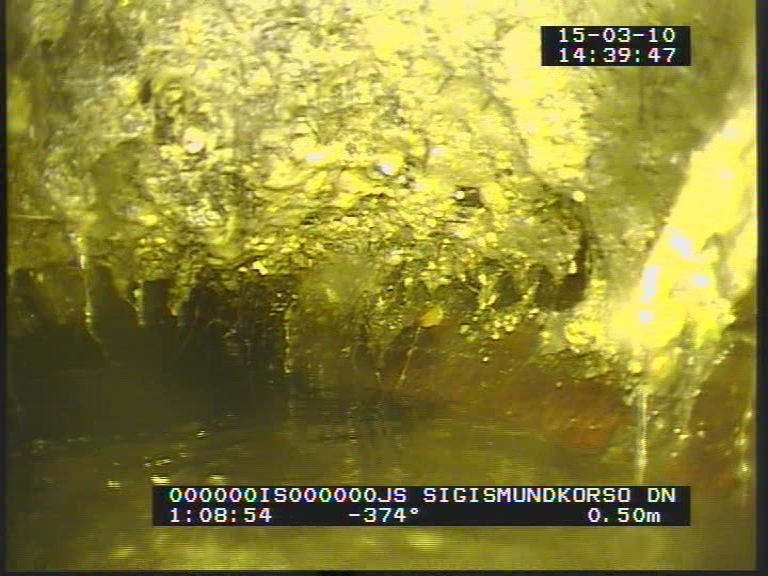 15-03-10
14:39:47
000000IS000000JS SIGISMUNDKORSO DN
1:08:54 -374° 0.50m